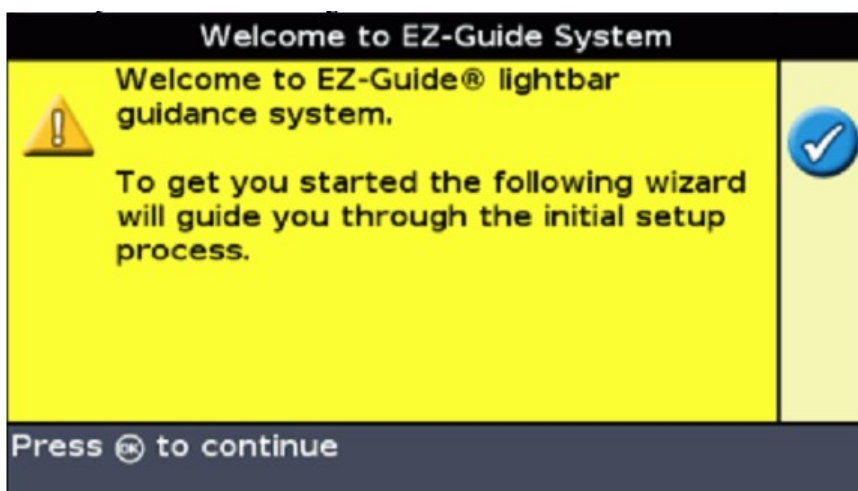 Welcome to EZ-Guide System
Welcome to EZ-Guide® lightbar
guidance system.
To get you started the following wizard
will guide you through the initial setup
process.
Press OK to continue